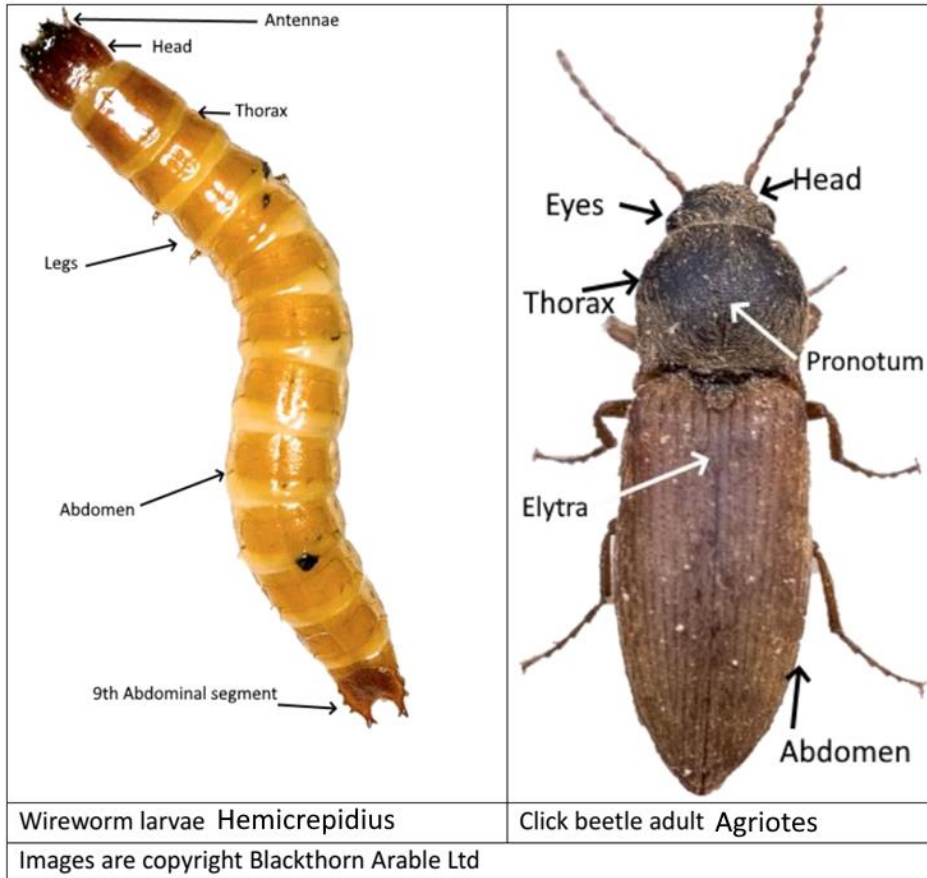 Antennae
Head
Thorax
Legs
Abdomen
9th Abdominal segment
Head
Eyes
Thorax
Pronotum
Elytra
Abdomen
Wireworm larvae Hemicrepidius
Click beetle adult Agriotes
Images are copyright Blackthorn Arable Ltd